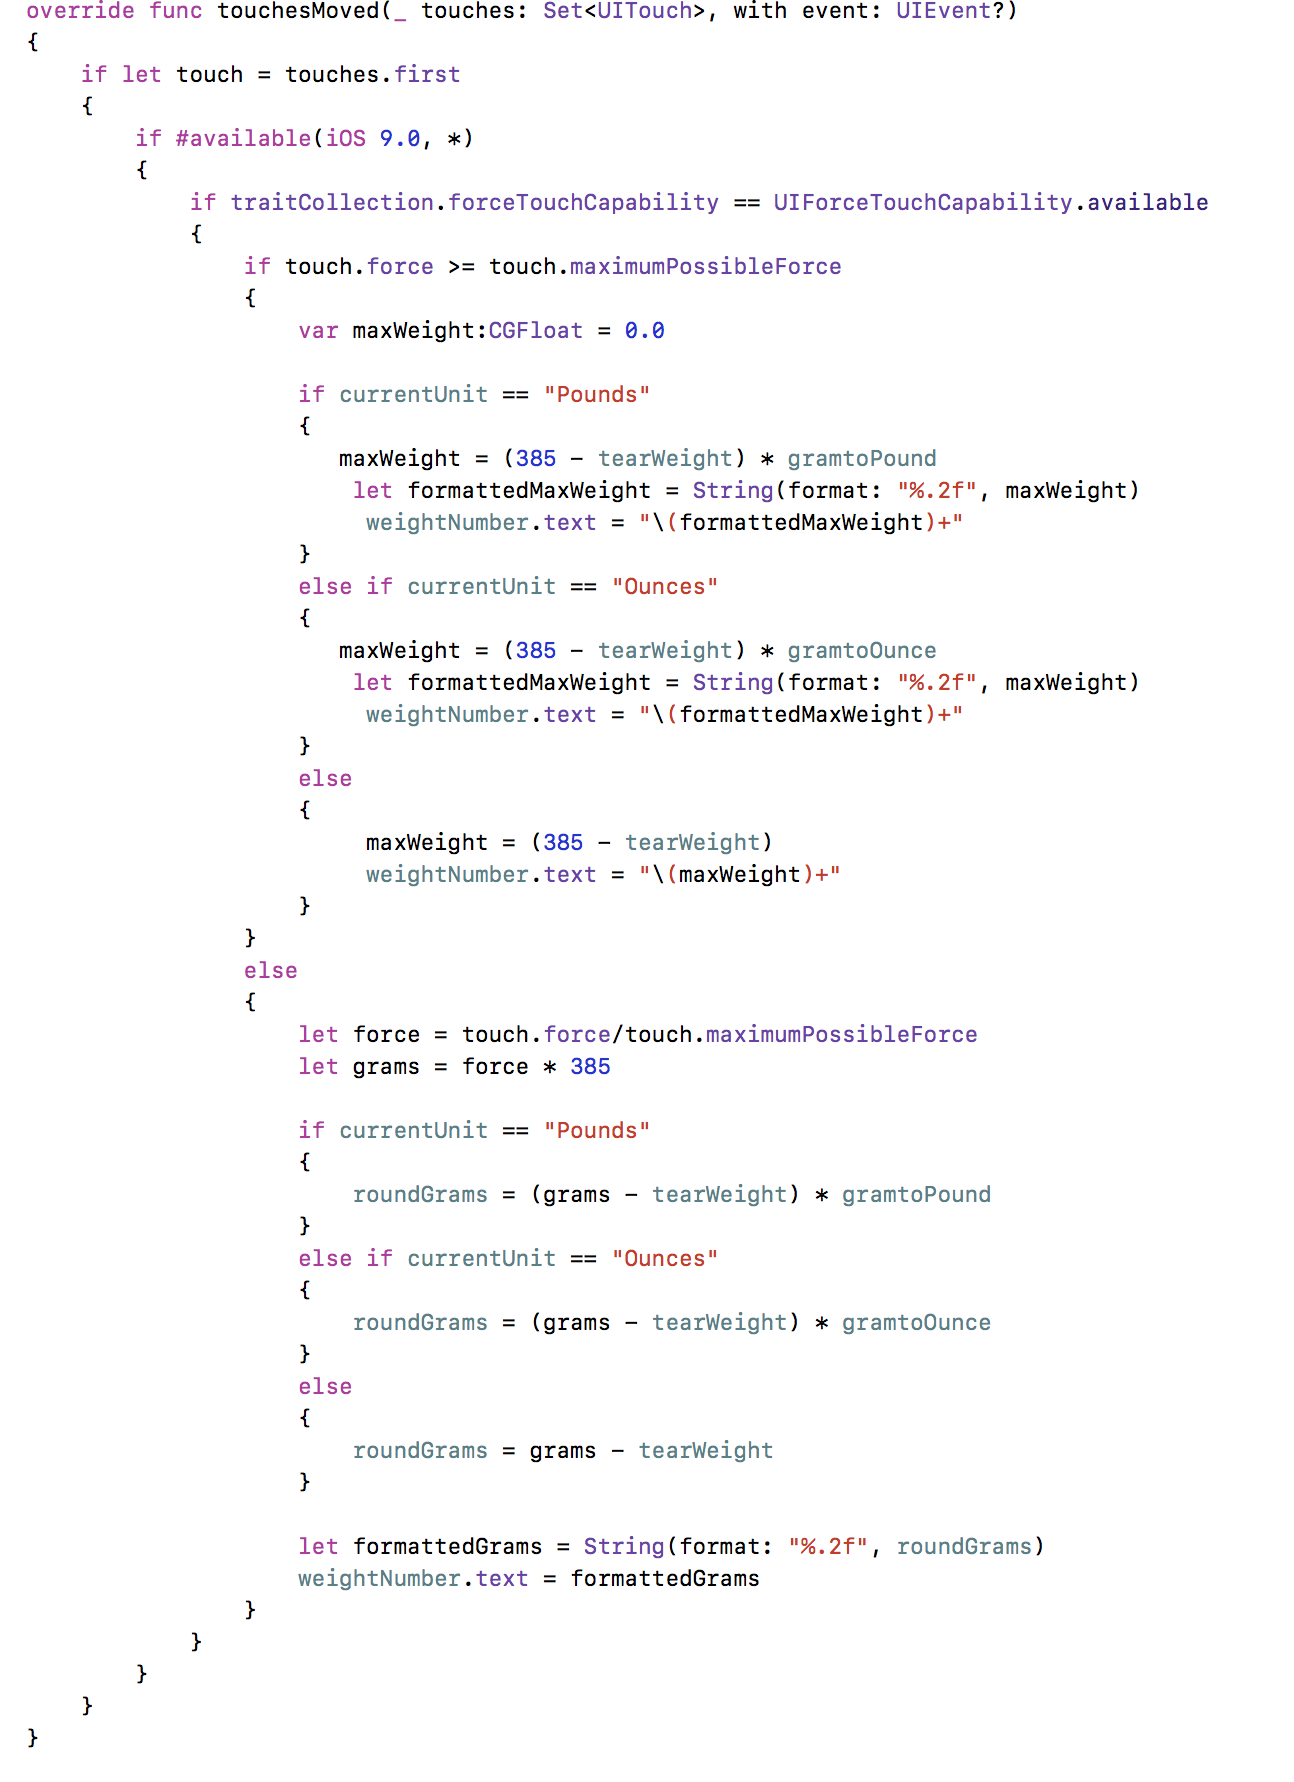 override func touchesMoved(_ touches: Set<UITouch>, with event: UIEvent?)
{
    if let touch = touches.first
    {
        if #available(iOS 9.0, *)
        {
            if traitCollection.forceTouchCapability == UIForceTouchCapability.available
            {
                if touch.force >= touch.maximumPossibleForce
                {
                    var maxWeight:CGFloat = 0.0

                    if currentUnit == "Pounds"
                    {
                       maxWeight = (385 - tearWeight) * gramtoPound
                        let formattedMaxWeight = String(format: "%.2f", maxWeight)
                         weightNumber.text = "\(formattedMaxWeight)+"
                    }
                    else if currentUnit == "Ounces"
                    {
                       maxWeight = (385 - tearWeight) * gramtoOunce
                        let formattedMaxWeight = String(format: "%.2f", maxWeight)
                         weightNumber.text = "\(formattedMaxWeight)+"
                    }
                    else
                    {
                         maxWeight = (385 - tearWeight)
                         weightNumber.text = "\(maxWeight)+"
                    }
                }
                else
                {
                    let force = touch.force/touch.maximumPossibleForce
                    let grams = force * 385

                    if currentUnit == "Pounds"
                    {
                        roundGrams = (grams - tearWeight) * gramtoPound
                    }
                    else if currentUnit == "Ounces"
                    {
                        roundGrams = (grams - tearWeight) * gramtoOunce
                    }
                    else
                    {
                        roundGrams = grams - tearWeight
                    }

                    let formattedGrams = String(format: "%.2f", roundGrams)
                    weightNumber.text = formattedGrams
                }
            }
        }
    }
}